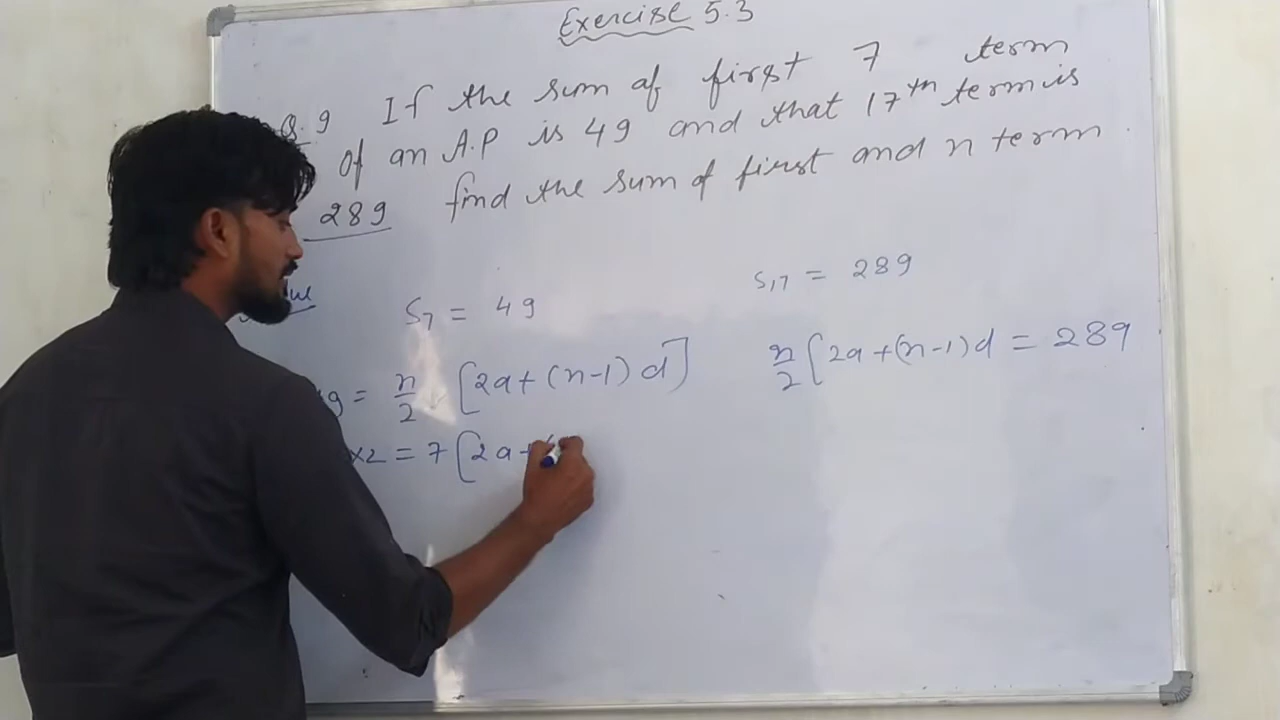 Exercise 5.3
Q.9 If the sum of first 7 term
of an A.P is 49 and that 17th term is
289 find the sum of first and n term
S7 = 49
S17 = 289
9 = n/2 [2a+(n-1)d]
n/2 [2a+(n-1)d = 289
x2 = 7[2a+